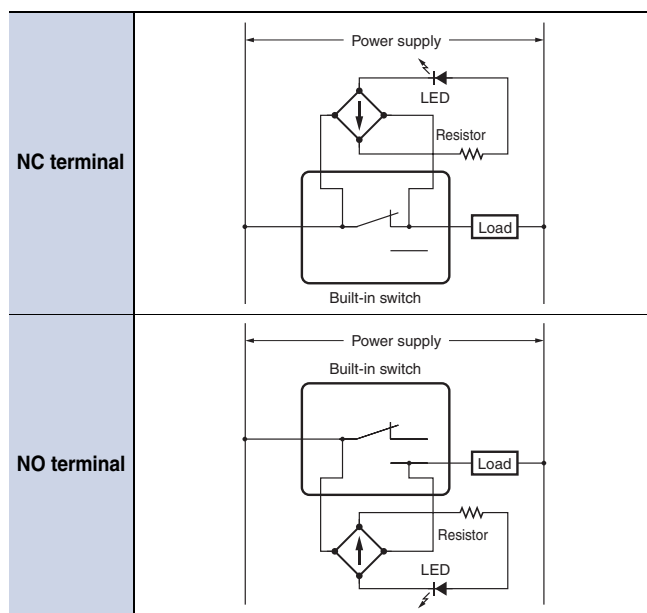 NC terminal
Power supply
LED
Resistor
Load
Built-in switch
NO terminal
Power supply
Built-in switch
Load
Resistor
LED